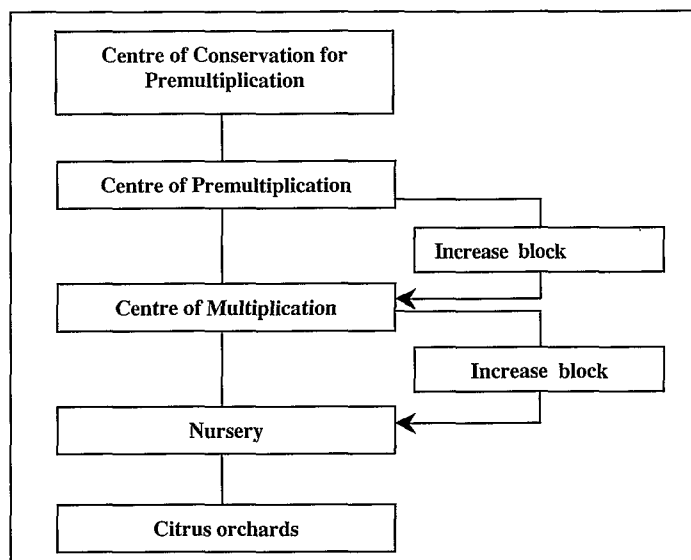 Centre of Conservation for
Premultiplication
Centre of Premultiplication
Increase block
Centre of Multiplication
Increase block
Nursery
Citrus orchards